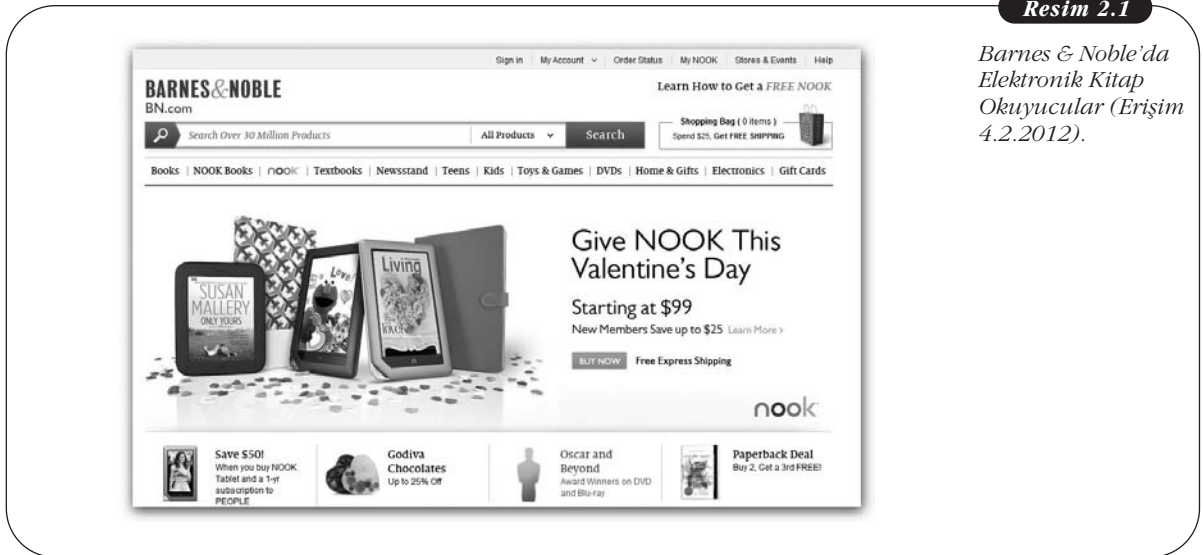 Resim 2.1
Barnes & Noble'da
Elektronik Kitap
Okuyucular (Erişim
4.2.2012).
Sign in | My Account | Order Status | My NOOK | Stores & Events | Help
BARNES&NOBLE
BN.com
Learn How to Get a FREE NOOK
Search Over 30 Million Products
All Products
Search
Shopping Bag ( 0 items )
Spend $25, Get FREE SHIPPING
Books | NOOK Books | nook | Textbooks | Newsstand | Teens | Kids | Toys & Games | DVDs | Home & Gifts | Electronics | Gift Cards
SUSAN
MALLERY
ONLY YOURS
Love!
Living
love
Give NOOK This
Valentine's Day
Starting at $99
New Members Save up to $25 Learn More >
BUY NOW Free Express Shipping
nook
Save $50!
When you buy NOOK
Tablet and a 1-yr
subscription to
PEOPLE
Godiva
Chocolates
Up to 25% Off
Oscar and
Beyond
Award Winners on DVD
and Blu-ray
Paperback Deal
Buy 2, Get a 3rd FREE!